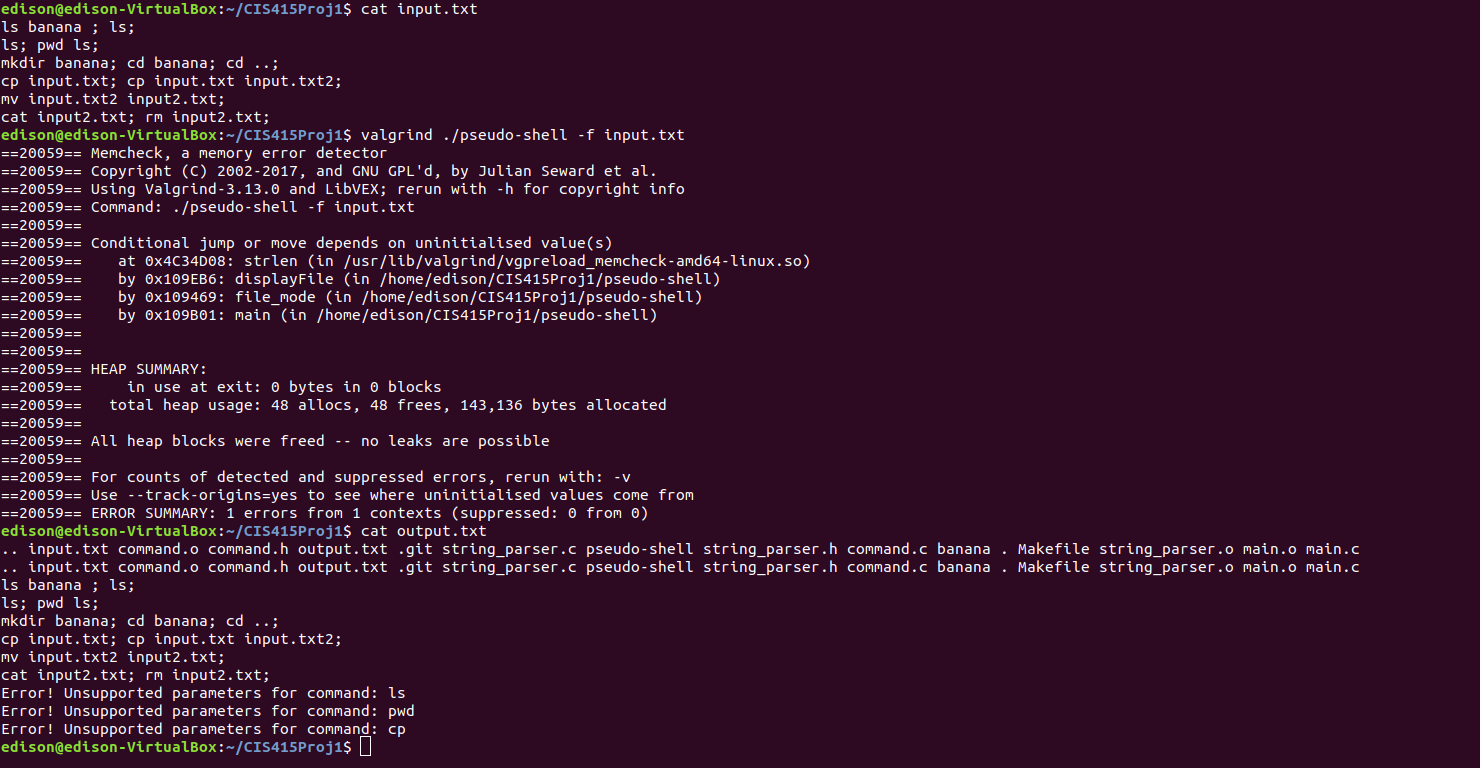 edison@edison-VirtualBox:~/CIS415Proj1$ cat input.txt
ls banana ; ls;
ls; pwd ls;
mkdir banana; cd banana; cd ..;
cp input.txt; cp input.txt input.txt2;
mv input.txt2 input2.txt;
cat input2.txt; rm input2.txt;
edison@edison-VirtualBox:~/CIS415Proj1$ valgrind ./pseudo-shell -f input.txt
==20059== Memcheck, a memory error detector
==20059== Copyright (C) 2002-2017, and GNU GPL'd, by Julian Seward et al.
==20059== Using Valgrind-3.13.0 and LibVEX; rerun with -h for copyright info
==20059== Command: ./pseudo-shell -f input.txt
==20059==
==20059== Conditional jump or move depends on uninitialised value(s)
==20059==    at 0x4C34D08: strlen (in /usr/lib/valgrind/vgpreload_memcheck-amd64-linux.so)
==20059==    by 0x109EB6: displayFile (in /home/edison/CIS415Proj1/pseudo-shell)
==20059==    by 0x109469: file_mode (in /home/edison/CIS415Proj1/pseudo-shell)
==20059==    by 0x109B01: main (in /home/edison/CIS415Proj1/pseudo-shell)
==20059==
==20059==
==20059== HEAP SUMMARY:
==20059==     in use at exit: 0 bytes in 0 blocks
==20059==   total heap usage: 48 allocs, 48 frees, 143,136 bytes allocated
==20059==
==20059== All heap blocks were freed -- no leaks are possible
==20059==
==20059== For counts of detected and suppressed errors, rerun with: -v
==20059== Use --track-origins=yes to see where uninitialised values come from
==20059== ERROR SUMMARY: 1 errors from 1 contexts (suppressed: 0 from 0)
edison@edison-VirtualBox:~/CIS415Proj1$ cat output.txt
.. input.txt command.o command.h output.txt .git string_parser.c pseudo-shell string_parser.h command.c banana . Makefile string_parser.o main.o main.c
.. input.txt command.o command.h output.txt .git string_parser.c pseudo-shell string_parser.h command.c banana . Makefile string_parser.o main.o main.c
ls banana ; ls;
ls; pwd ls;
mkdir banana; cd banana; cd ..;
cp input.txt; cp input.txt input.txt2;
mv input.txt2 input2.txt;
cat input2.txt; rm input2.txt;
Error! Unsupported parameters for command: ls
Error! Unsupported parameters for command: pwd
Error! Unsupported parameters for command: cp
edison@edison-VirtualBox:~/CIS415Proj1$